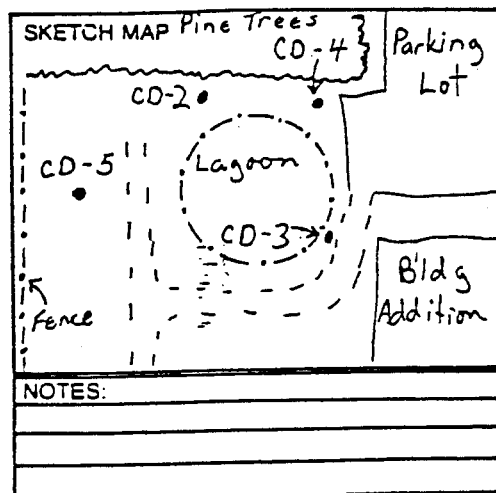 SKETCH MAP Pine Trees
CD-4
Parking
Lot
CD-2
CD-5
Lagoon
CD-3
Bldg
Addition
Fence
NOTES: